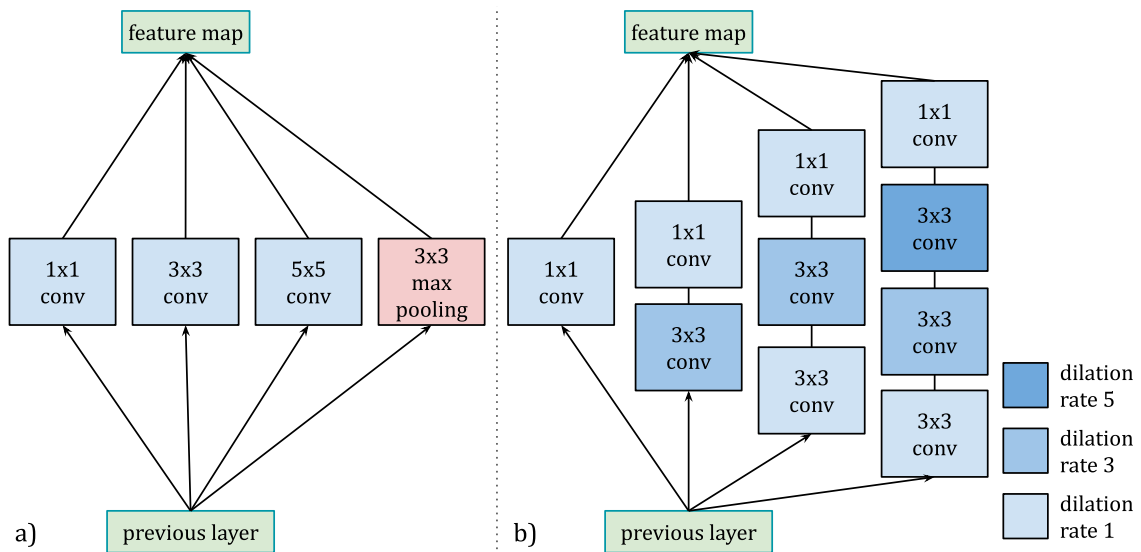 feature map
1x1
conv
3x3
conv
5x5
conv
3x3
max
pooling
previous layer
a)
feature map
1x1
conv
1x1
conv
3x3
conv
1x1
conv
3x3
conv
3x3
conv
1x1
conv
3x3
conv
3x3
conv
3x3
conv
previous layer
b)
dilation
rate 5
dilation
rate 3
dilation
rate 1